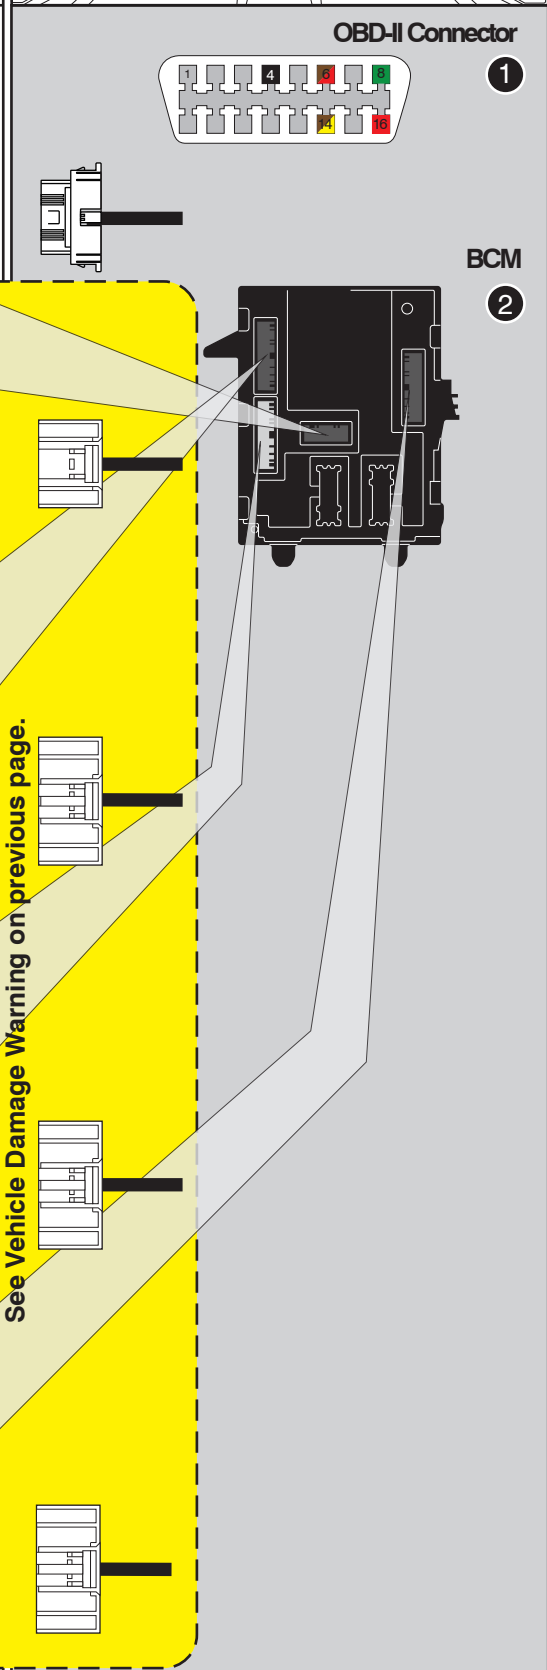 OBD-II Connector
1
1 4 6 8
14 16
BCM
2
See Vehicle Damage Warning on previous page.